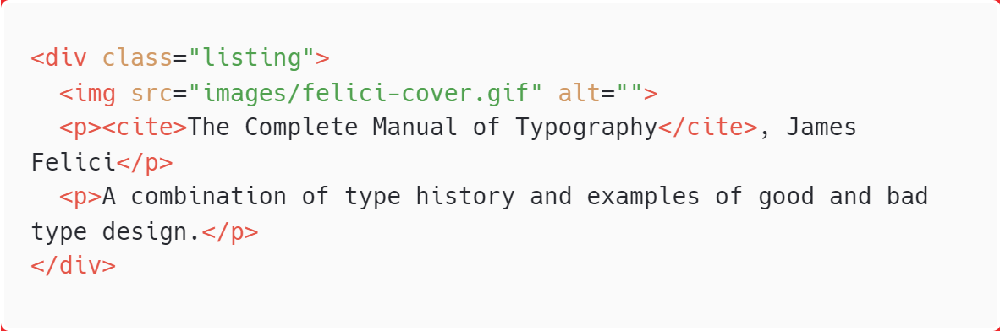 <div class="listing">
  <img src="images/felici-cover.gif" alt="">
  <p><cite>The Complete Manual of Typography</cite>, James
Felici</p>
  <p>A combination of type history and examples of good and bad
type design.</p>
</div>